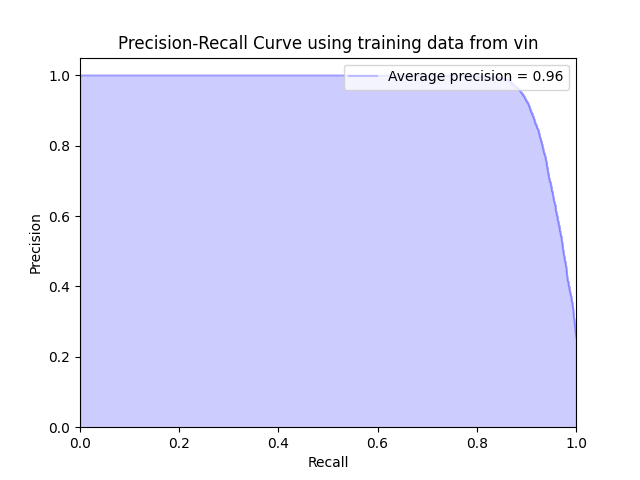 Precision-Recall Curve using training data from vin
Average precision = 0.96
1.0
0.8
0.6
0.4
0.2
0.0
Precision
0.0 0.2 0.4 0.6 0.8 1.0
Recall